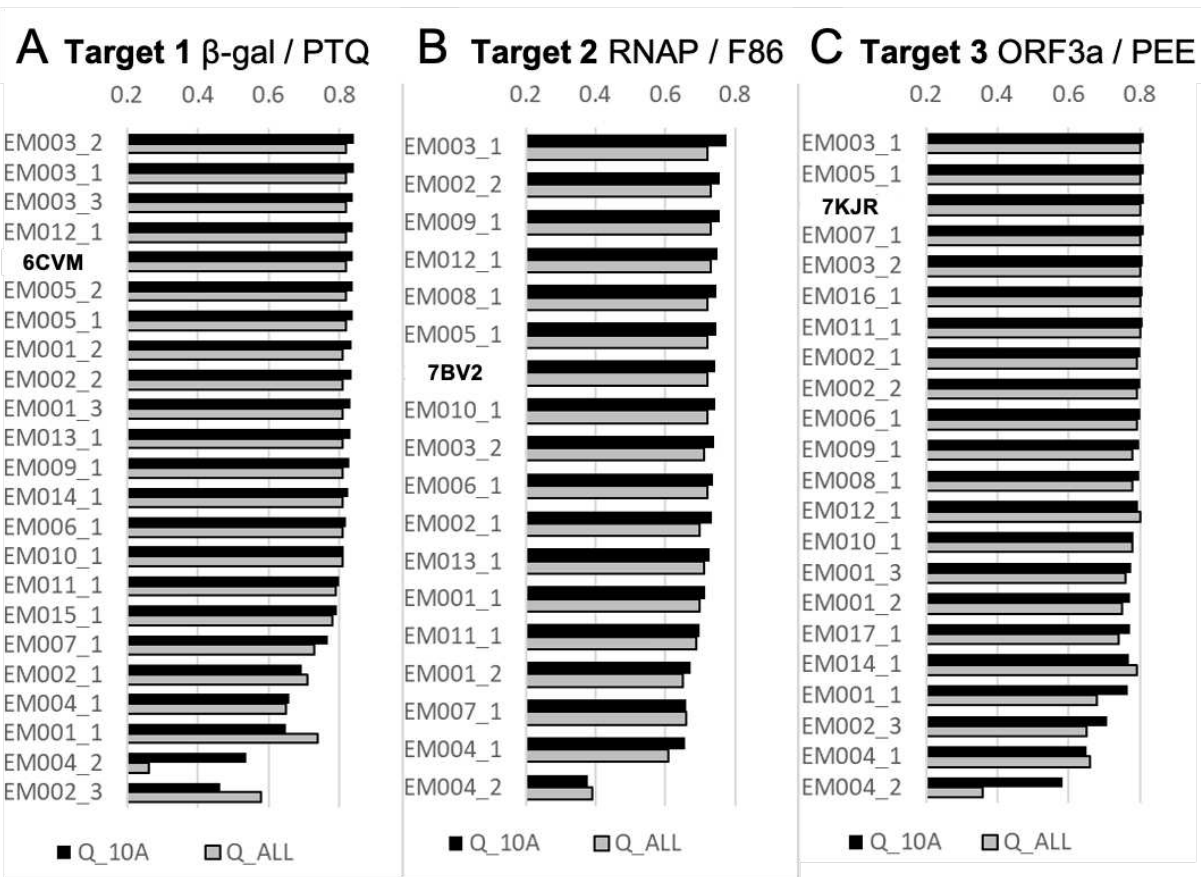 A Target 1 β-gal / PTQ
0.2 0.4 0.6 0.8
EM003_2
EM003_1
EM003_3
EM012_1
6CVM
EM005_2
EM005_1
EM001_2
EM002_2
EM001_3
EM013_1
EM009_1
EM014_1
EM006_1
EM010_1
EM011_1
EM015_1
EM007_1
EM002_1
EM004_1
EM001_1
EM004_2
EM002_3
Q_10A Q_ALL
B Target 2 RNAP / F86
0.2 0.4 0.6 0.8
EM003_1
EM002_2
EM009_1
EM012_1
EM008_1
EM005_1
7BV2
EM010_1
EM003_2
EM006_1
EM002_1
EM013_1
EM001_1
EM011_1
EM001_2
EM007_1
EM004_1
EM004_2
Q_10A Q_ALL
C Target 3 ORF3a / PEE
0.2 0.4 0.6 0.8
EM003_1
EM005_1
7KJR
EM007_1
EM003_2
EM016_1
EM011_1
EM002_1
EM002_2
EM006_1
EM009_1
EM008_1
EM012_1
EM010_1
EM001_3
EM001_2
EM017_1
EM014_1
EM001_1
EM002_3
EM004_1
EM004_2
Q_10A Q_ALL